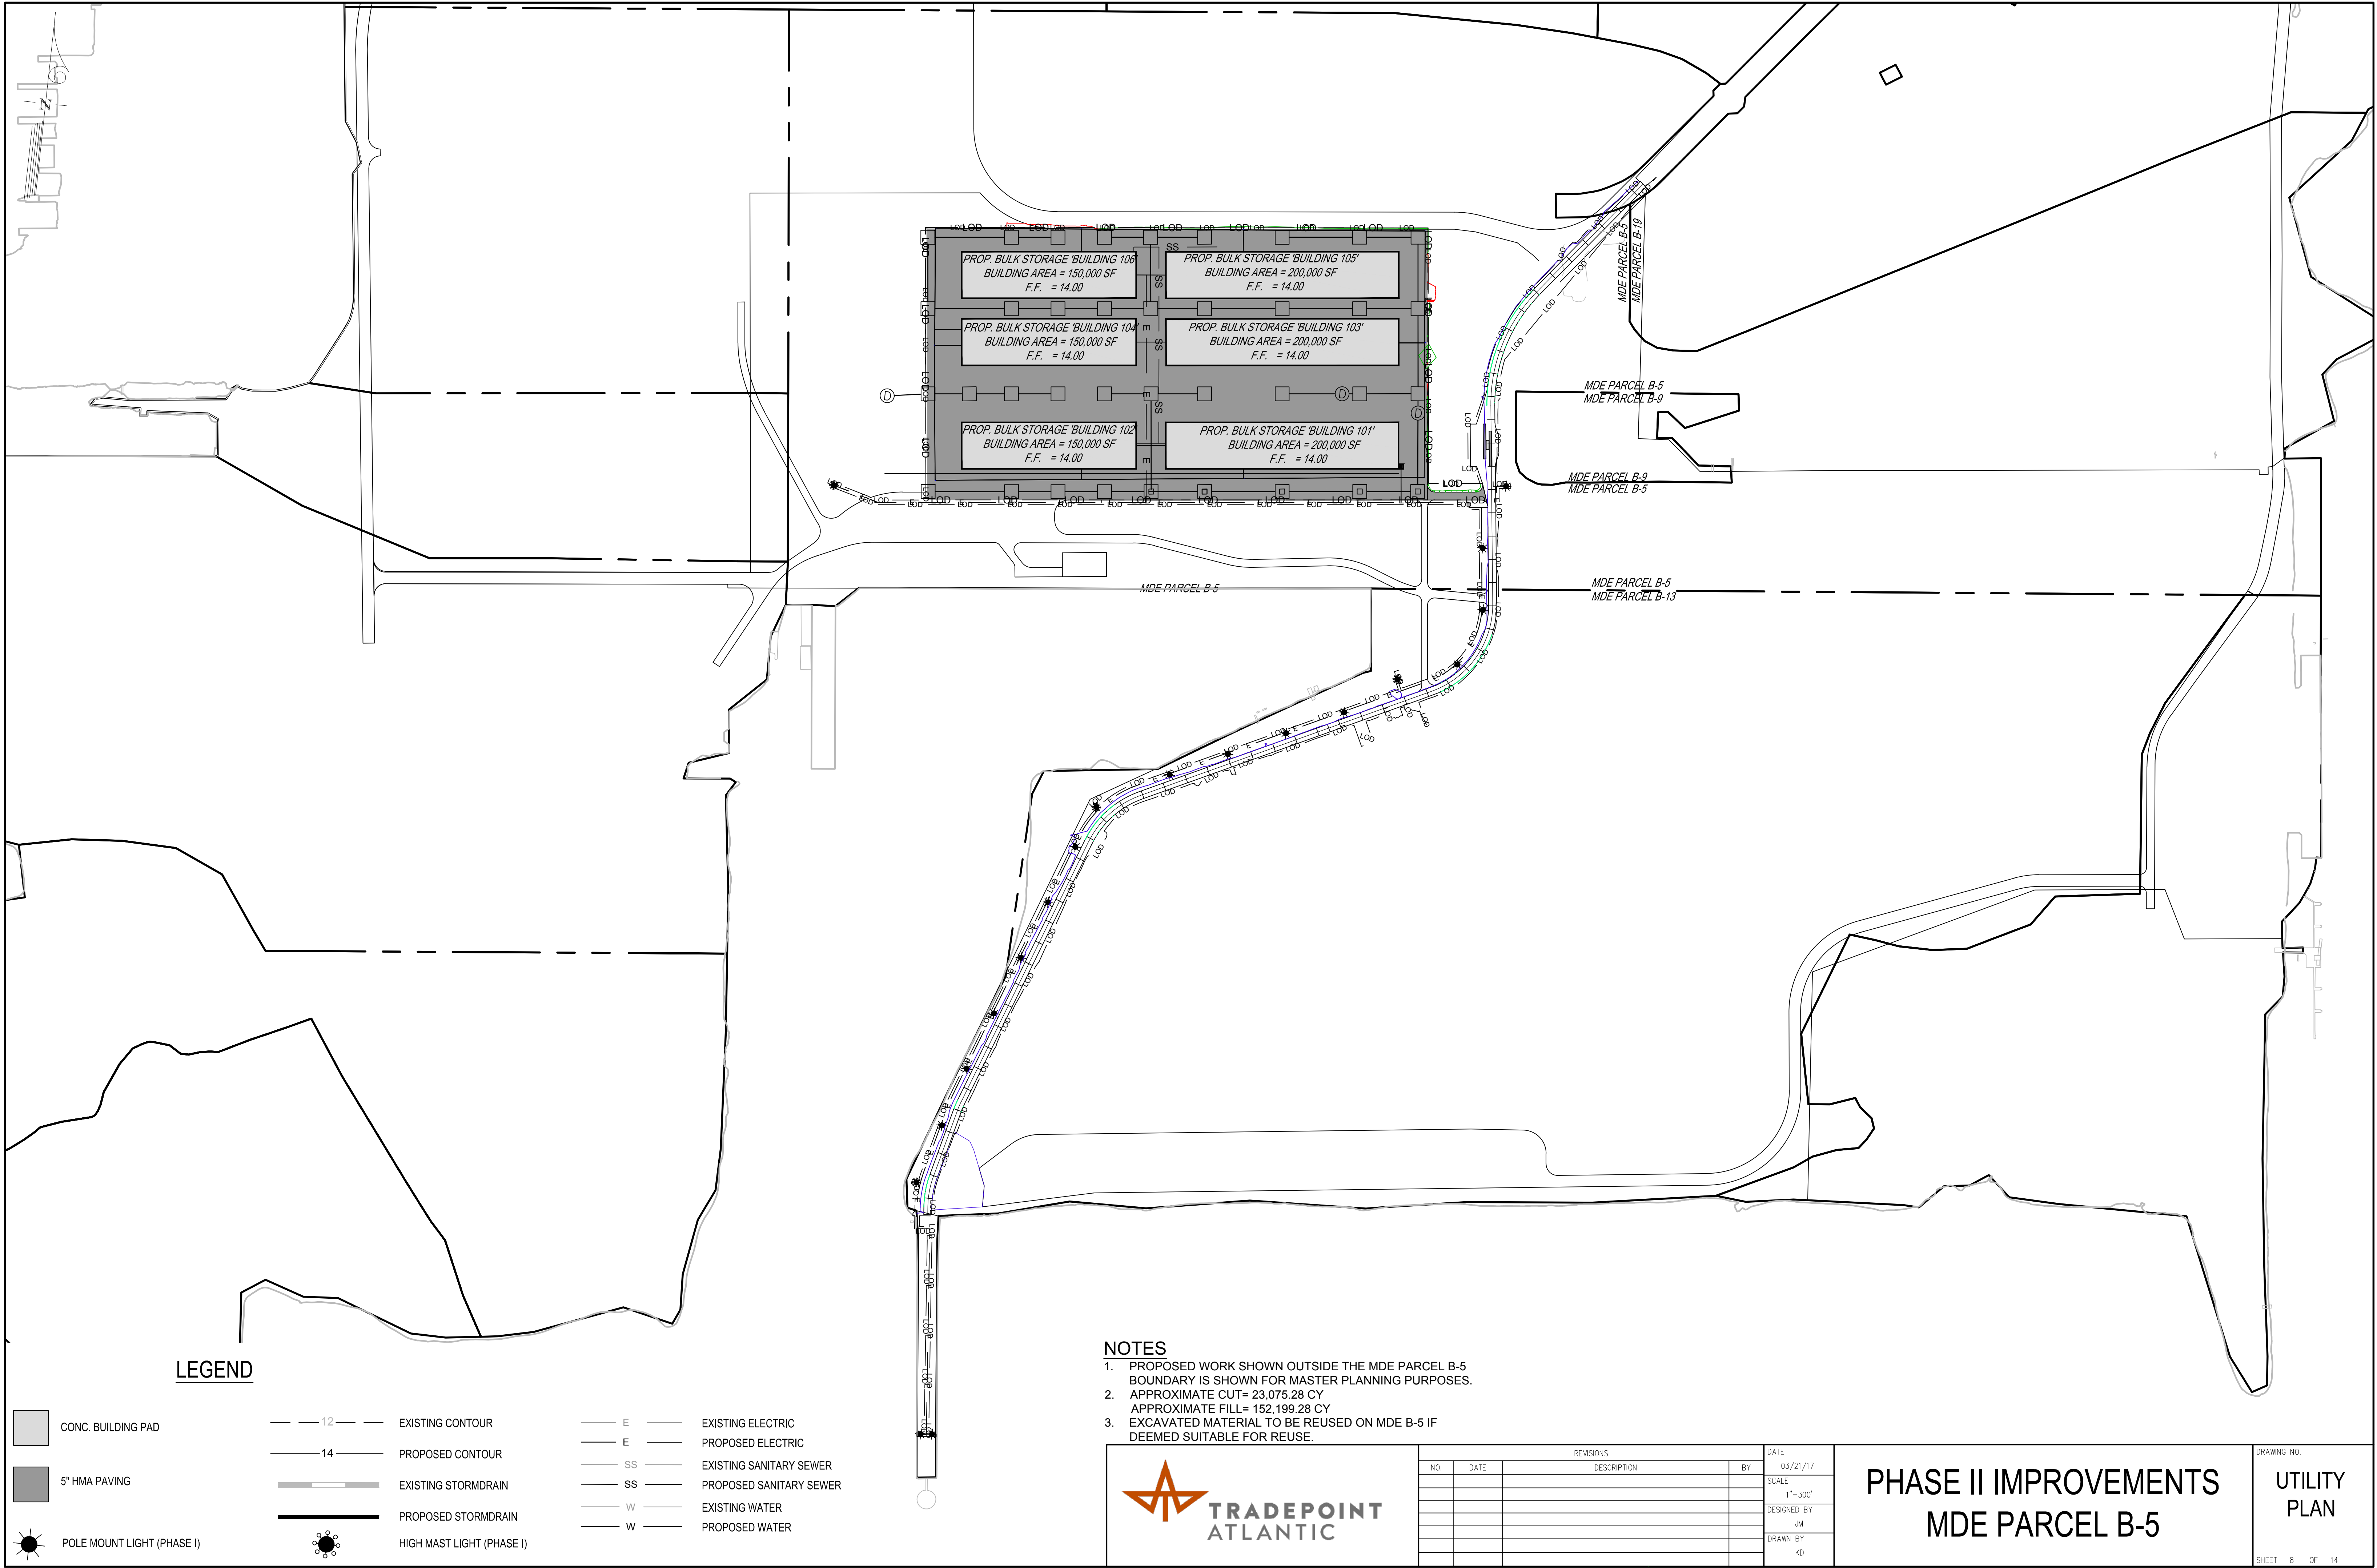 N
PROP. BULK STORAGE 'BUILDING 106'
BUILDING AREA = 150,000 SF
F.F. = 14.00
PROP. BULK STORAGE 'BUILDING 105'
BUILDING AREA = 200,000 SF
F.F. = 14.00
PROP. BULK STORAGE 'BUILDING 104'
BUILDING AREA = 150,000 SF
F.F. = 14.00
PROP. BULK STORAGE 'BUILDING 103'
BUILDING AREA = 200,000 SF
F.F. = 14.00
PROP. BULK STORAGE 'BUILDING 102'
BUILDING AREA = 150,000 SF
F.F. = 14.00
PROP. BULK STORAGE 'BUILDING 101'
BUILDING AREA = 200,000 SF
F.F. = 14.00
SS
SS
SS
SS
E
E
E
D
D
D
LOD
LOD
LOD
LOD
LOD
LOD
MDE PARCEL B-5
MDE PARCEL B-19
MDE PARCEL B-5
MDE PARCEL B-9
MDE PARCEL B-9
MDE PARCEL B-5
MDE PARCEL B-5
MDE PARCEL B-5
MDE PARCEL B-13
LEGEND
CONC. BUILDING PAD
5" HMA PAVING
POLE MOUNT LIGHT (PHASE I)
12 EXISTING CONTOUR
14 PROPOSED CONTOUR
EXISTING STORMDRAIN
PROPOSED STORMDRAIN
HIGH MAST LIGHT (PHASE I)
E EXISTING ELECTRIC
E PROPOSED ELECTRIC
SS EXISTING SANITARY SEWER
SS PROPOSED SANITARY SEWER
W EXISTING WATER
W PROPOSED WATER
NOTES
1. PROPOSED WORK SHOWN OUTSIDE THE MDE PARCEL B-5
BOUNDARY IS SHOWN FOR MASTER PLANNING PURPOSES.
2. APPROXIMATE CUT= 23,075.28 CY
APPROXIMATE FILL= 152,199.28 CY
3. EXCAVATED MATERIAL TO BE REUSED ON MDE B-5 IF
DEEMED SUITABLE FOR REUSE.
TRADEPOINT
ATLANTIC
REVISIONS
NO. DATE DESCRIPTION BY
DATE
03/21/17
SCALE
1"=300'
DESIGNED BY
JM
DRAWN BY
KD
PHASE II IMPROVEMENTS
MDE PARCEL B-5
DRAWING NO.
UTILITY
PLAN
SHEET 8 OF 14